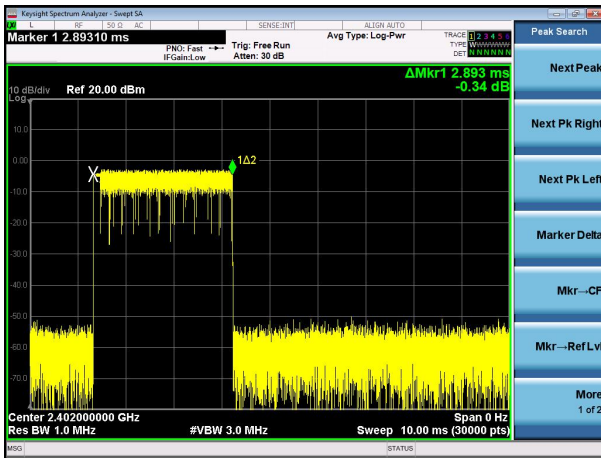 Keysight Spectrum Analyzer - Swept SA
L RF 50 Ω AC SENSE:INT ALIGN AUTO
Marker 1 2.89310 ms
PNO: Fast
IFGain:Low
Trig: Free Run
Atten: 30 dB
Avg Type: Log-Pwr
TRACE 1 2 3 4 5 6
TYPE WWWWWW
DET NNNNNN
Peak Search
Next Peak
Next Pk Right
Next Pk Left
Marker Delta
Mkr→CF
Mkr→Ref Lvl
More
1 of 2
ΔMkr1 2.893 ms
-0.34 dB
10 dB/div Ref 20.00 dBm
Log
10.0
0.00
-10.0
-20.0
-30.0
-40.0
-50.0
-60.0
-70.0
X
1Δ2
Center 2.402000000 GHz Span 0 Hz
Res BW 1.0 MHz #VBW 3.0 MHz Sweep 10.00 ms (30000 pts)
MSG STATUS